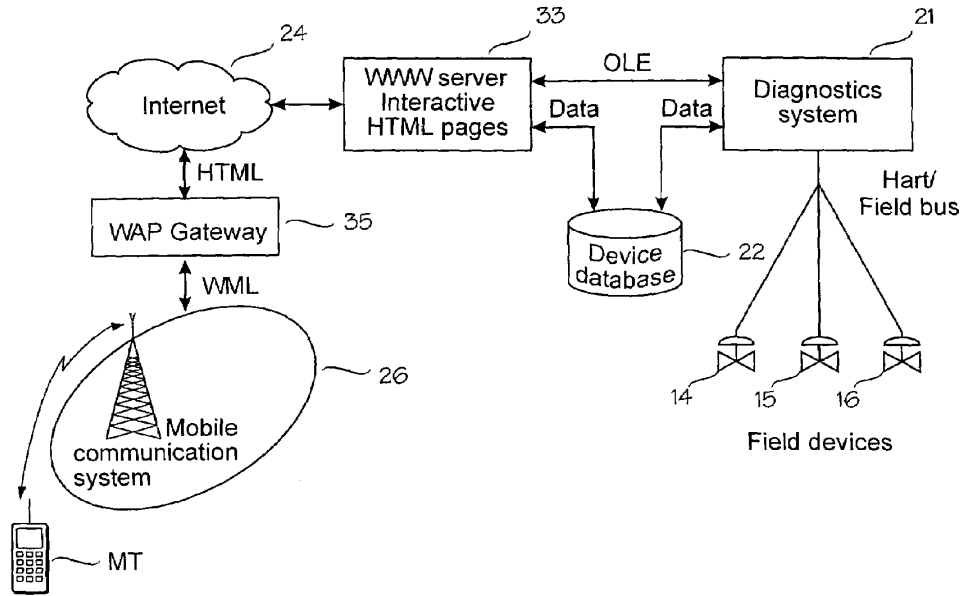 24
33
21
Internet
WWW server
Interactive
HTML pages
OLE
Data
Data
Diagnostics
system
HTML
Hart/
Field bus
WAP Gateway
35
Device
database
22
WML
26
Mobile
communication
system
14
15
16
Field devices
MT